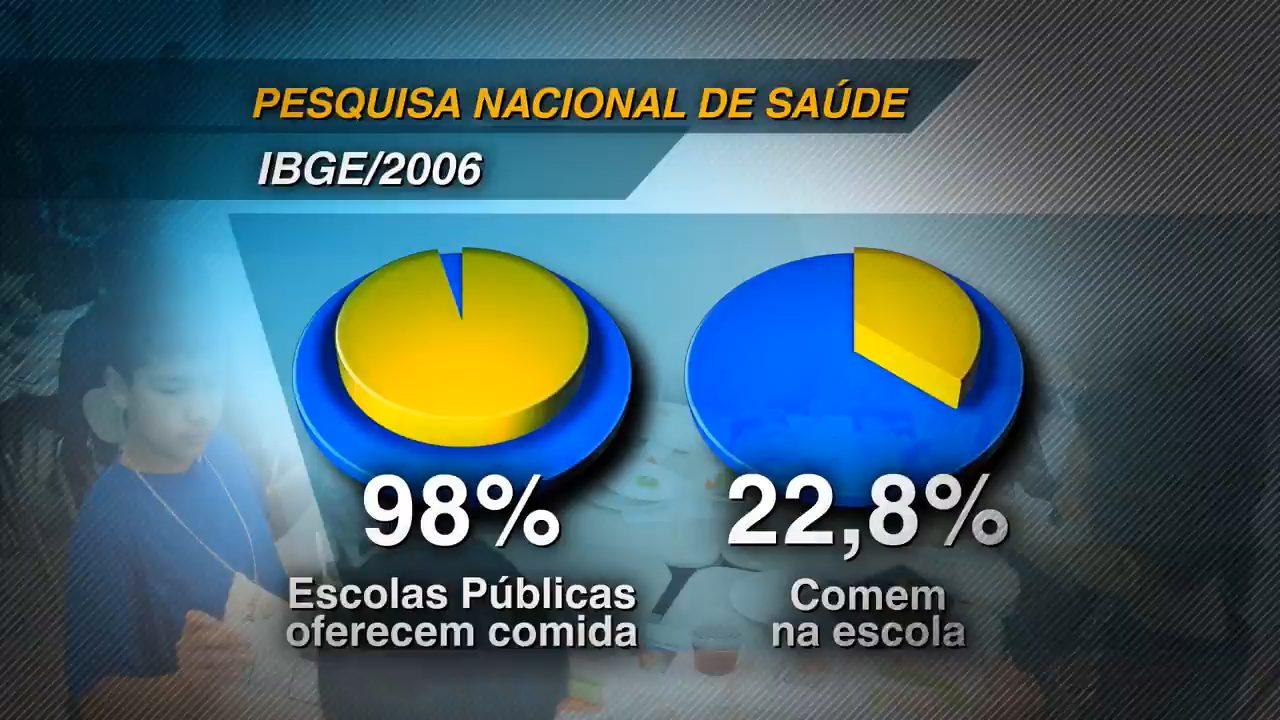 PESQUISA NACIONAL DE SAÚDE
IBGE/2006
98%
Escolas Públicas
oferecem comida
22,8%
Comem
na escola